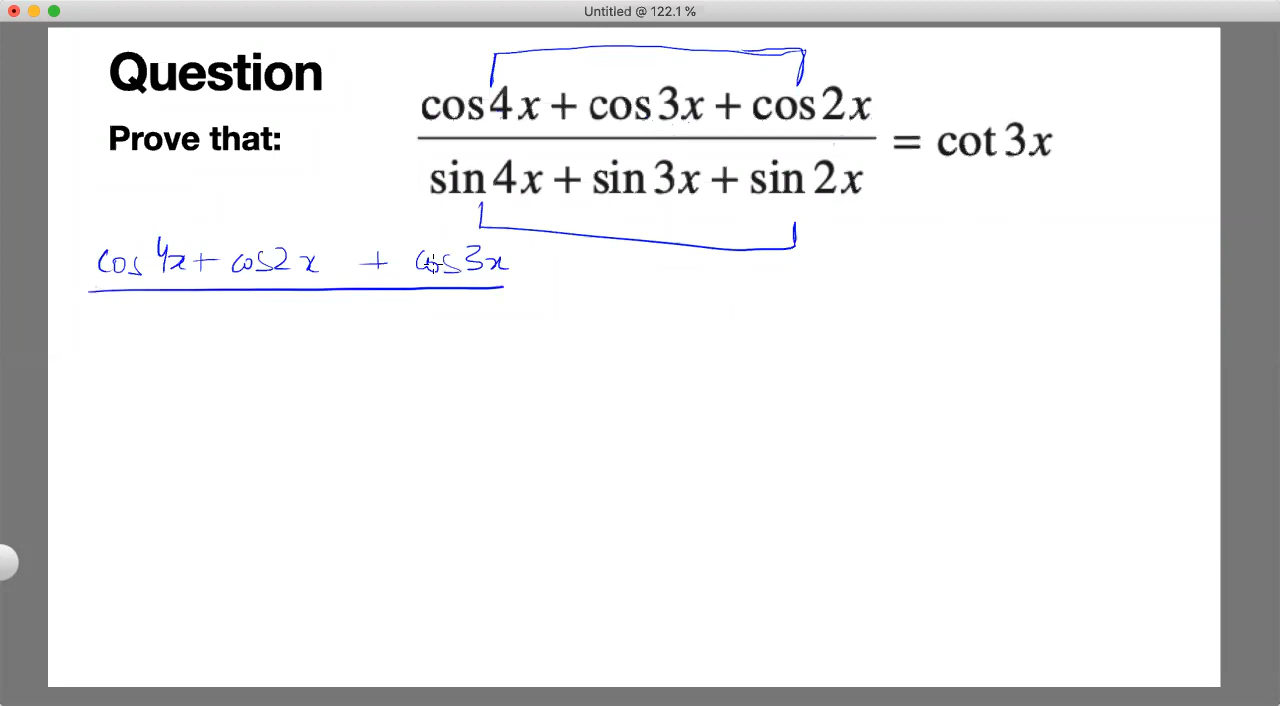 Untitled @ 122.1 %
Question
Prove that:
cos 4x + cos 3x + cos 2x
sin 4x + sin 3x + sin 2x
= cot 3x
cos 4x + cos 2x + cos 3x